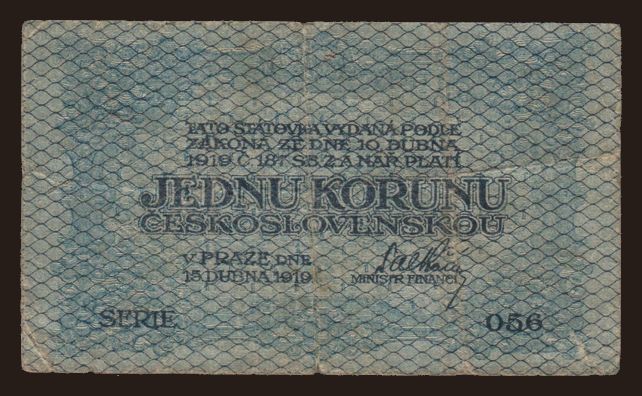 TATO STATOVKA VYDANÁ PODLE
ZÁKONA ZE DNE 10. DUBNA
1919 Č. 187 SB. Z. A NAŘ. PLATÍ
JEDNU KORUNU
ČESKOSLOVENSKOU
V PRAZE DNE
15. DUBNA 1919.
MINISTR FINANCÍ
SERIE 056